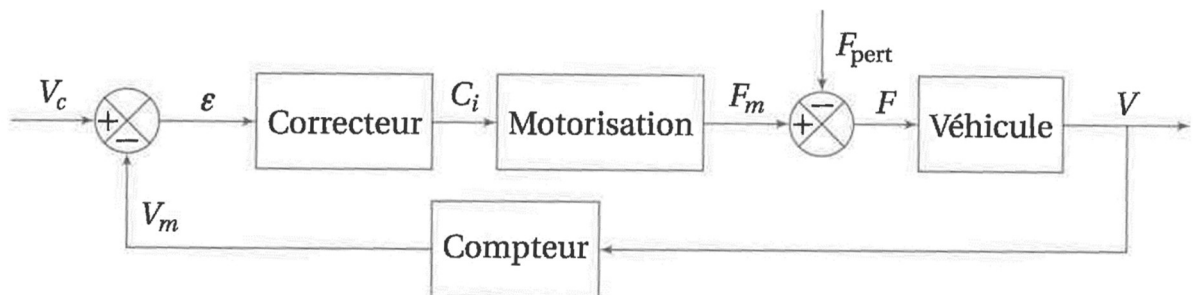 V_c
+
−
ε
Correcteur
C_i
Motorisation
F_m
F_pert
−
+
F
Véhicule
V
V_m
Compteur